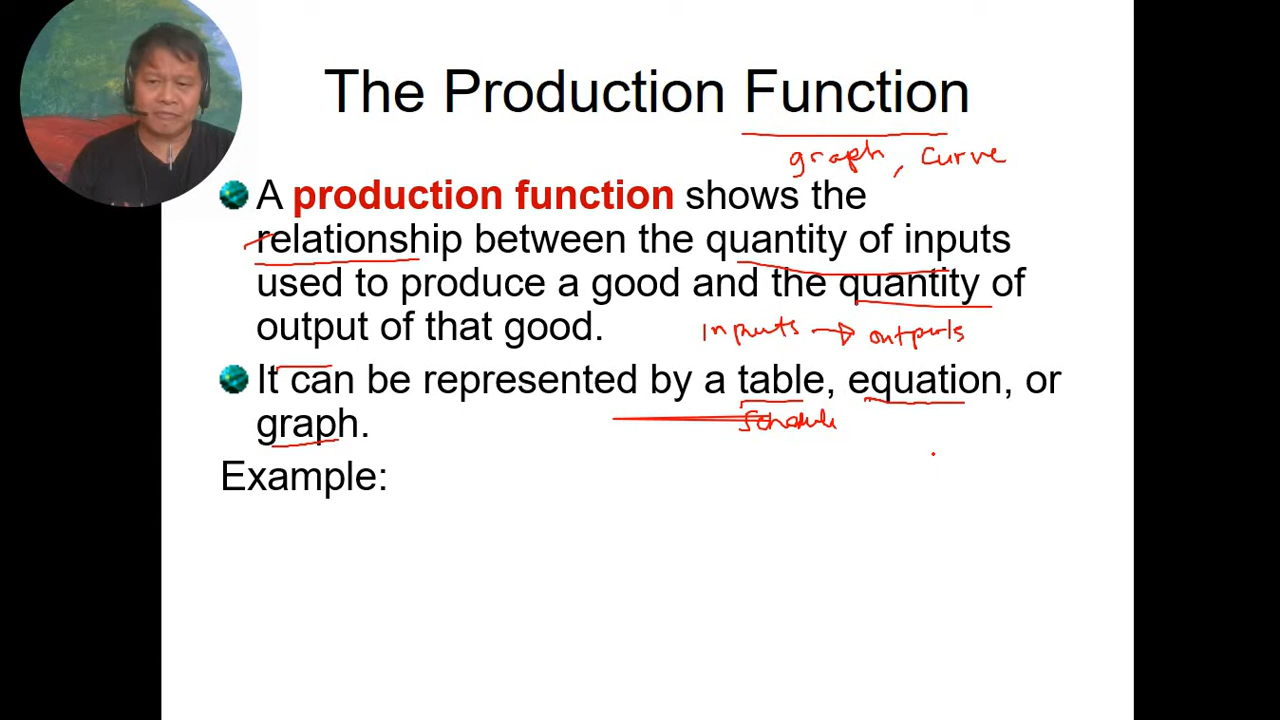 The Production Function
graph, curve
A production function shows the
relationship between the quantity of inputs
used to produce a good and the quantity of
output of that good.
inputs → outputs
It can be represented by a table, equation, or
graph.
schedule
Example: